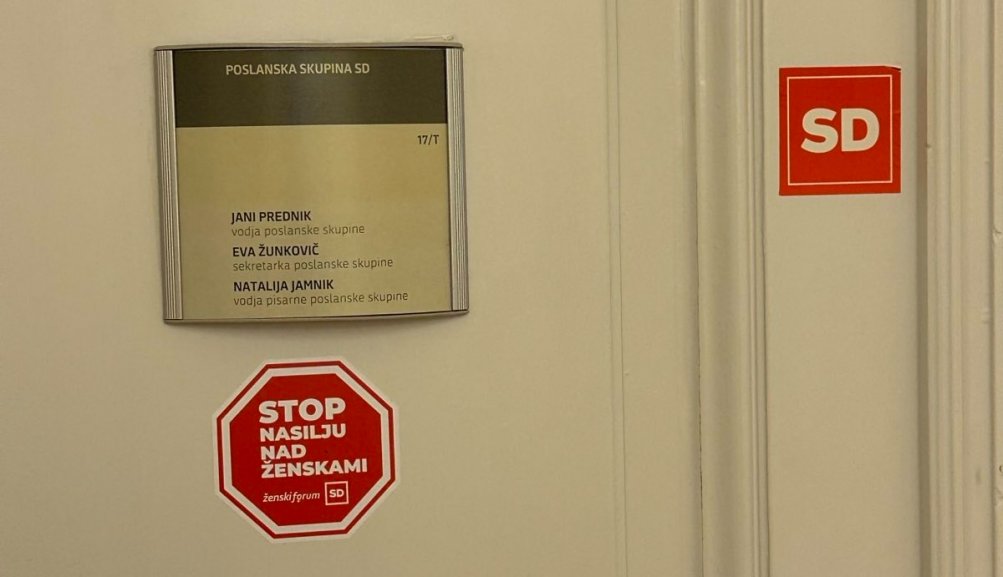 POSLANSKA SKUPINA SD
17/T
JANI PREDNIK
vodja poslanske skupine
EVA ŽUNKOVIČ
sekretarka poslanske skupine
NATALIJA JAMNIK
vodja pisarne poslanske skupine
SD
STOP
NASILJU
NAD
ŽENSKAMI
ženski forum SD